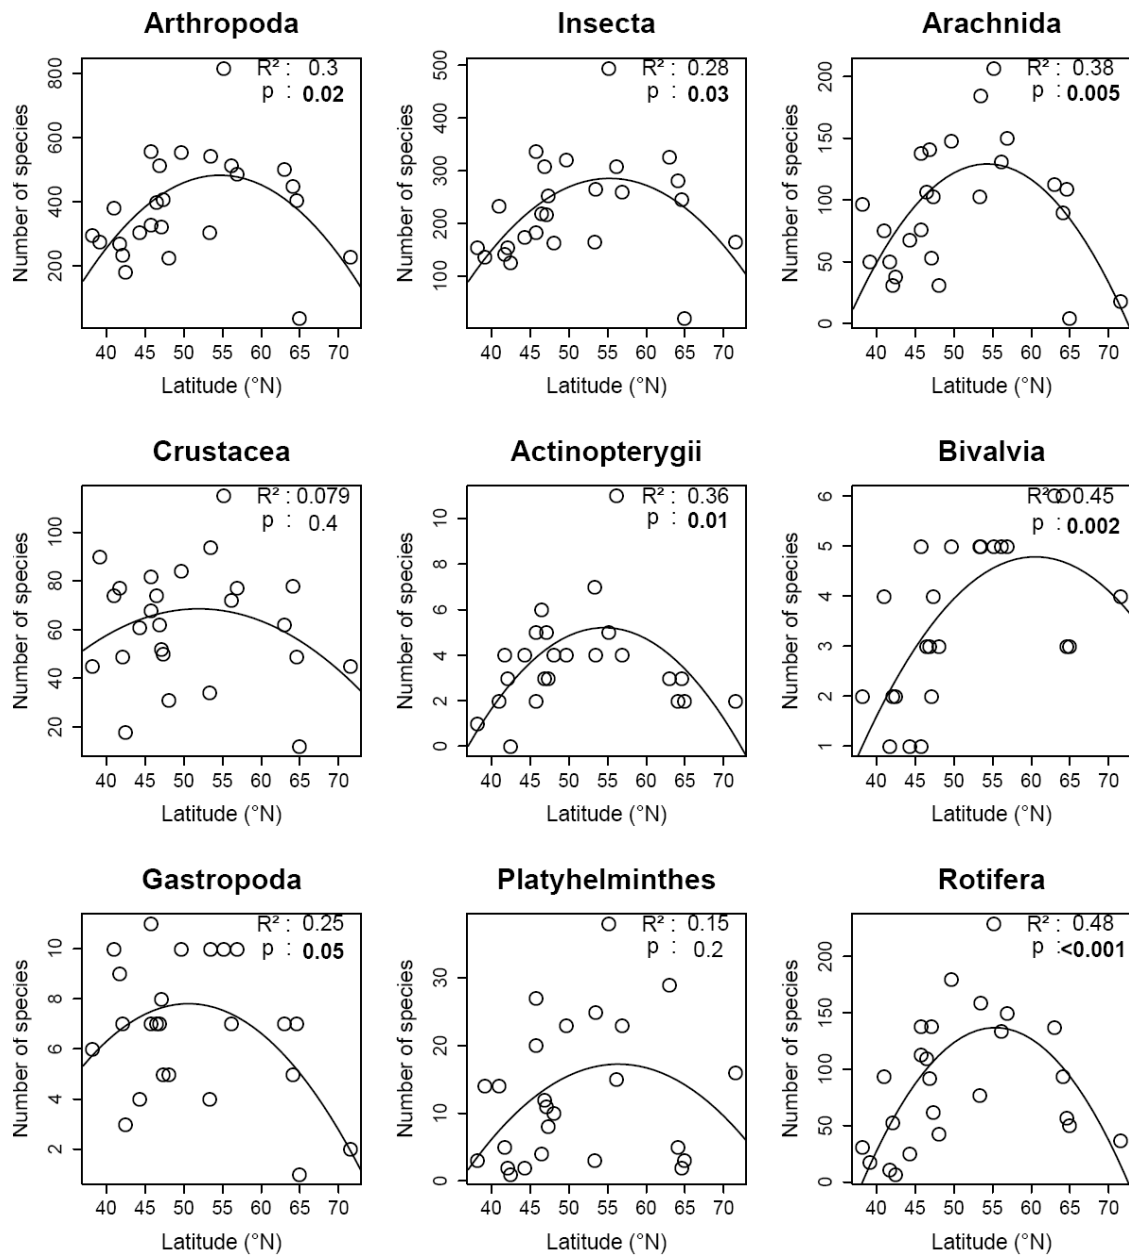 Arthropoda
R² : 0.3
p : 0.02
Number of species
800
600
400
200
40 45 50 55 60 65 70
Latitude (°N)
Insecta
R² : 0.28
p : 0.03
Number of species
500
400
300
200
100
40 45 50 55 60 65 70
Latitude (°N)
Arachnida
R² : 0.38
p : 0.005
Number of species
200
150
100
50
0
40 45 50 55 60 65 70
Latitude (°N)
Crustacea
R² : 0.079
p : 0.4
Number of species
100
80
60
40
20
40 45 50 55 60 65 70
Latitude (°N)
Actinopterygii
R² : 0.36
p : 0.01
Number of species
10
8
6
4
2
0
40 45 50 55 60 65 70
Latitude (°N)
Bivalvia
R² : 0.45
p : 0.002
Number of species
6
5
4
3
2
1
40 45 50 55 60 65 70
Latitude (°N)
Gastropoda
R² : 0.25
p : 0.05
Number of species
10
8
6
4
2
40 45 50 55 60 65 70
Latitude (°N)
Platyhelminthes
R² : 0.15
p : 0.2
Number of species
30
20
10
0
40 45 50 55 60 65 70
Latitude (°N)
Rotifera
R² : 0.48
p : <0.001
Number of species
200
150
100
50
0
40 45 50 55 60 65 70
Latitude (°N)